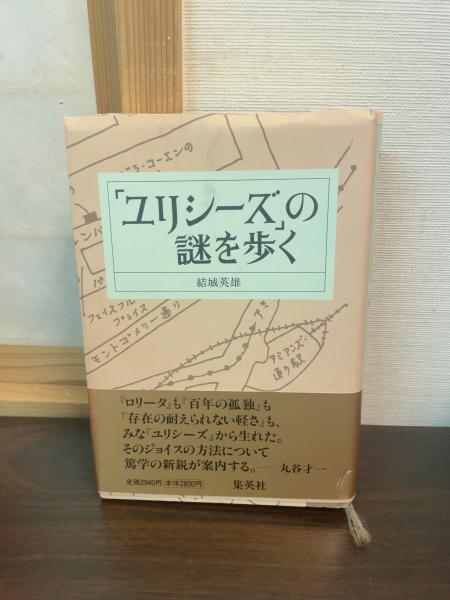 ラ・コーエンの
「ユリシーズ」の
謎を歩く
結城英雄
フェイスフル
プレイス
モントゴメリー通り
アミアンズ・
通り駅
『ロリータ』も『百年の孤独』も
『存在の耐えられない軽さ』も、
みな『ユリシーズ』から生れた。
そのジョイスの方法について
篤学の新鋭が案内する。──丸谷才一
定価2940円 本体2800円
集英社